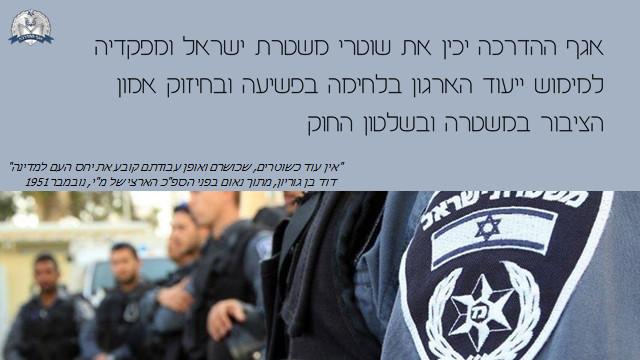 אגף ההדרכה יכין את שוטרי משטרת ישראל ומפקדיה
למימוש ייעוד הארגון בלחימה בפשיעה ובחיזוק אמון
הציבור במשטרה ובשלטון החוק
"אין עוד כשוטרים, שכושרם ואופן עבודתם קובע את יחס העם למדינה"
דוד בן גוריון, מתוך נאום בפני הספ"כ הארצי של מ"י, נובמבר 1951
משטרת ישראל